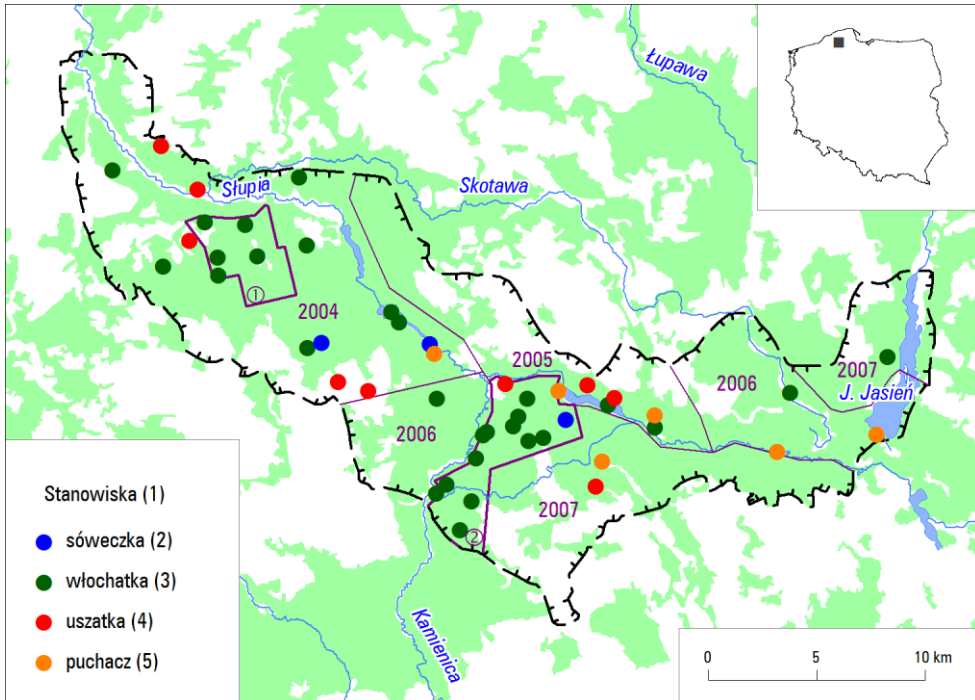 Łupawa
Skotawa
Słupia
1
2004
2005
2006
2007
J. Jasień
2006
2007
2
Kamienica
Stanowiska (1)
sóweczka (2)
włochatka (3)
uszatka (4)
puchacz (5)
0 5 10 km